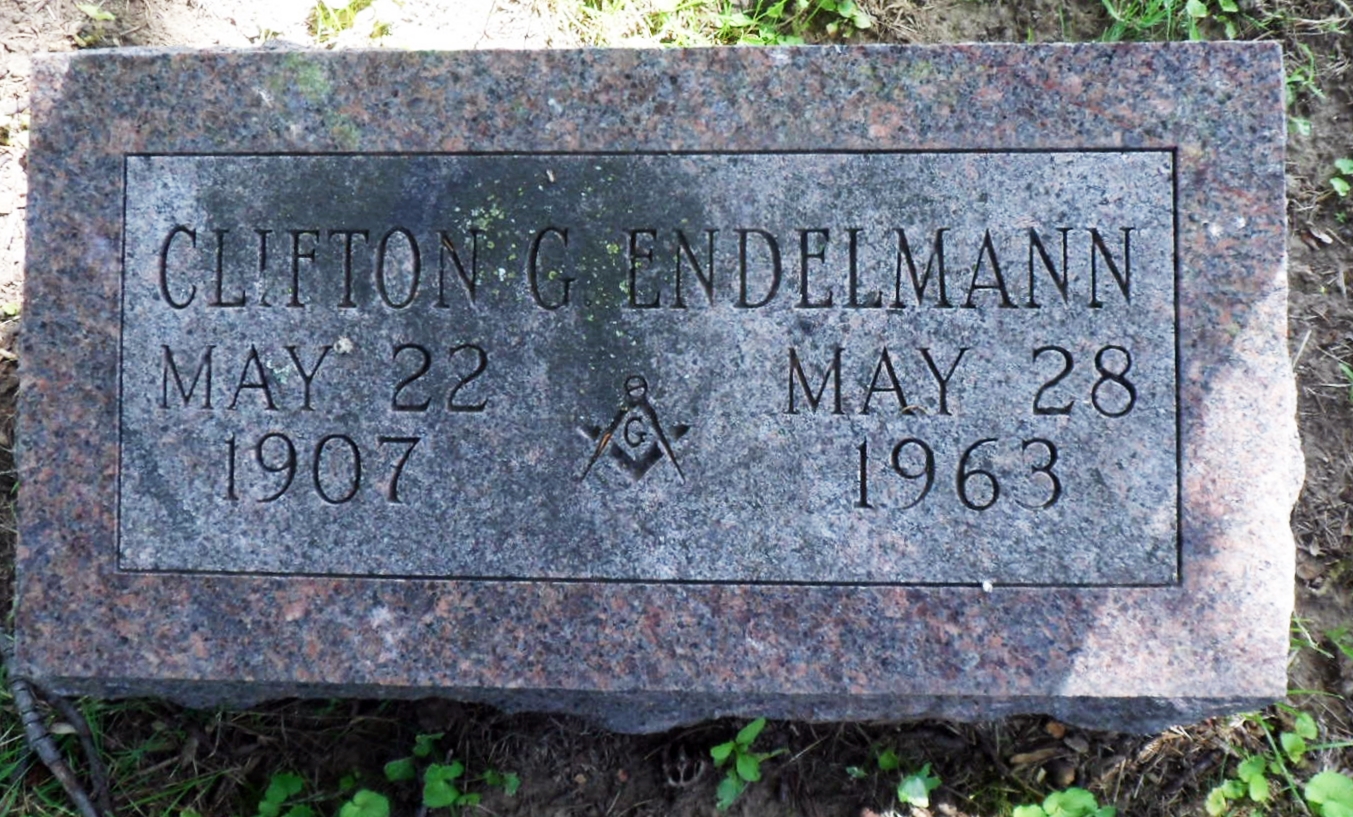 CLIFTON G. ENDELMANN
MAY 22 MAY 28
1907 G 1963